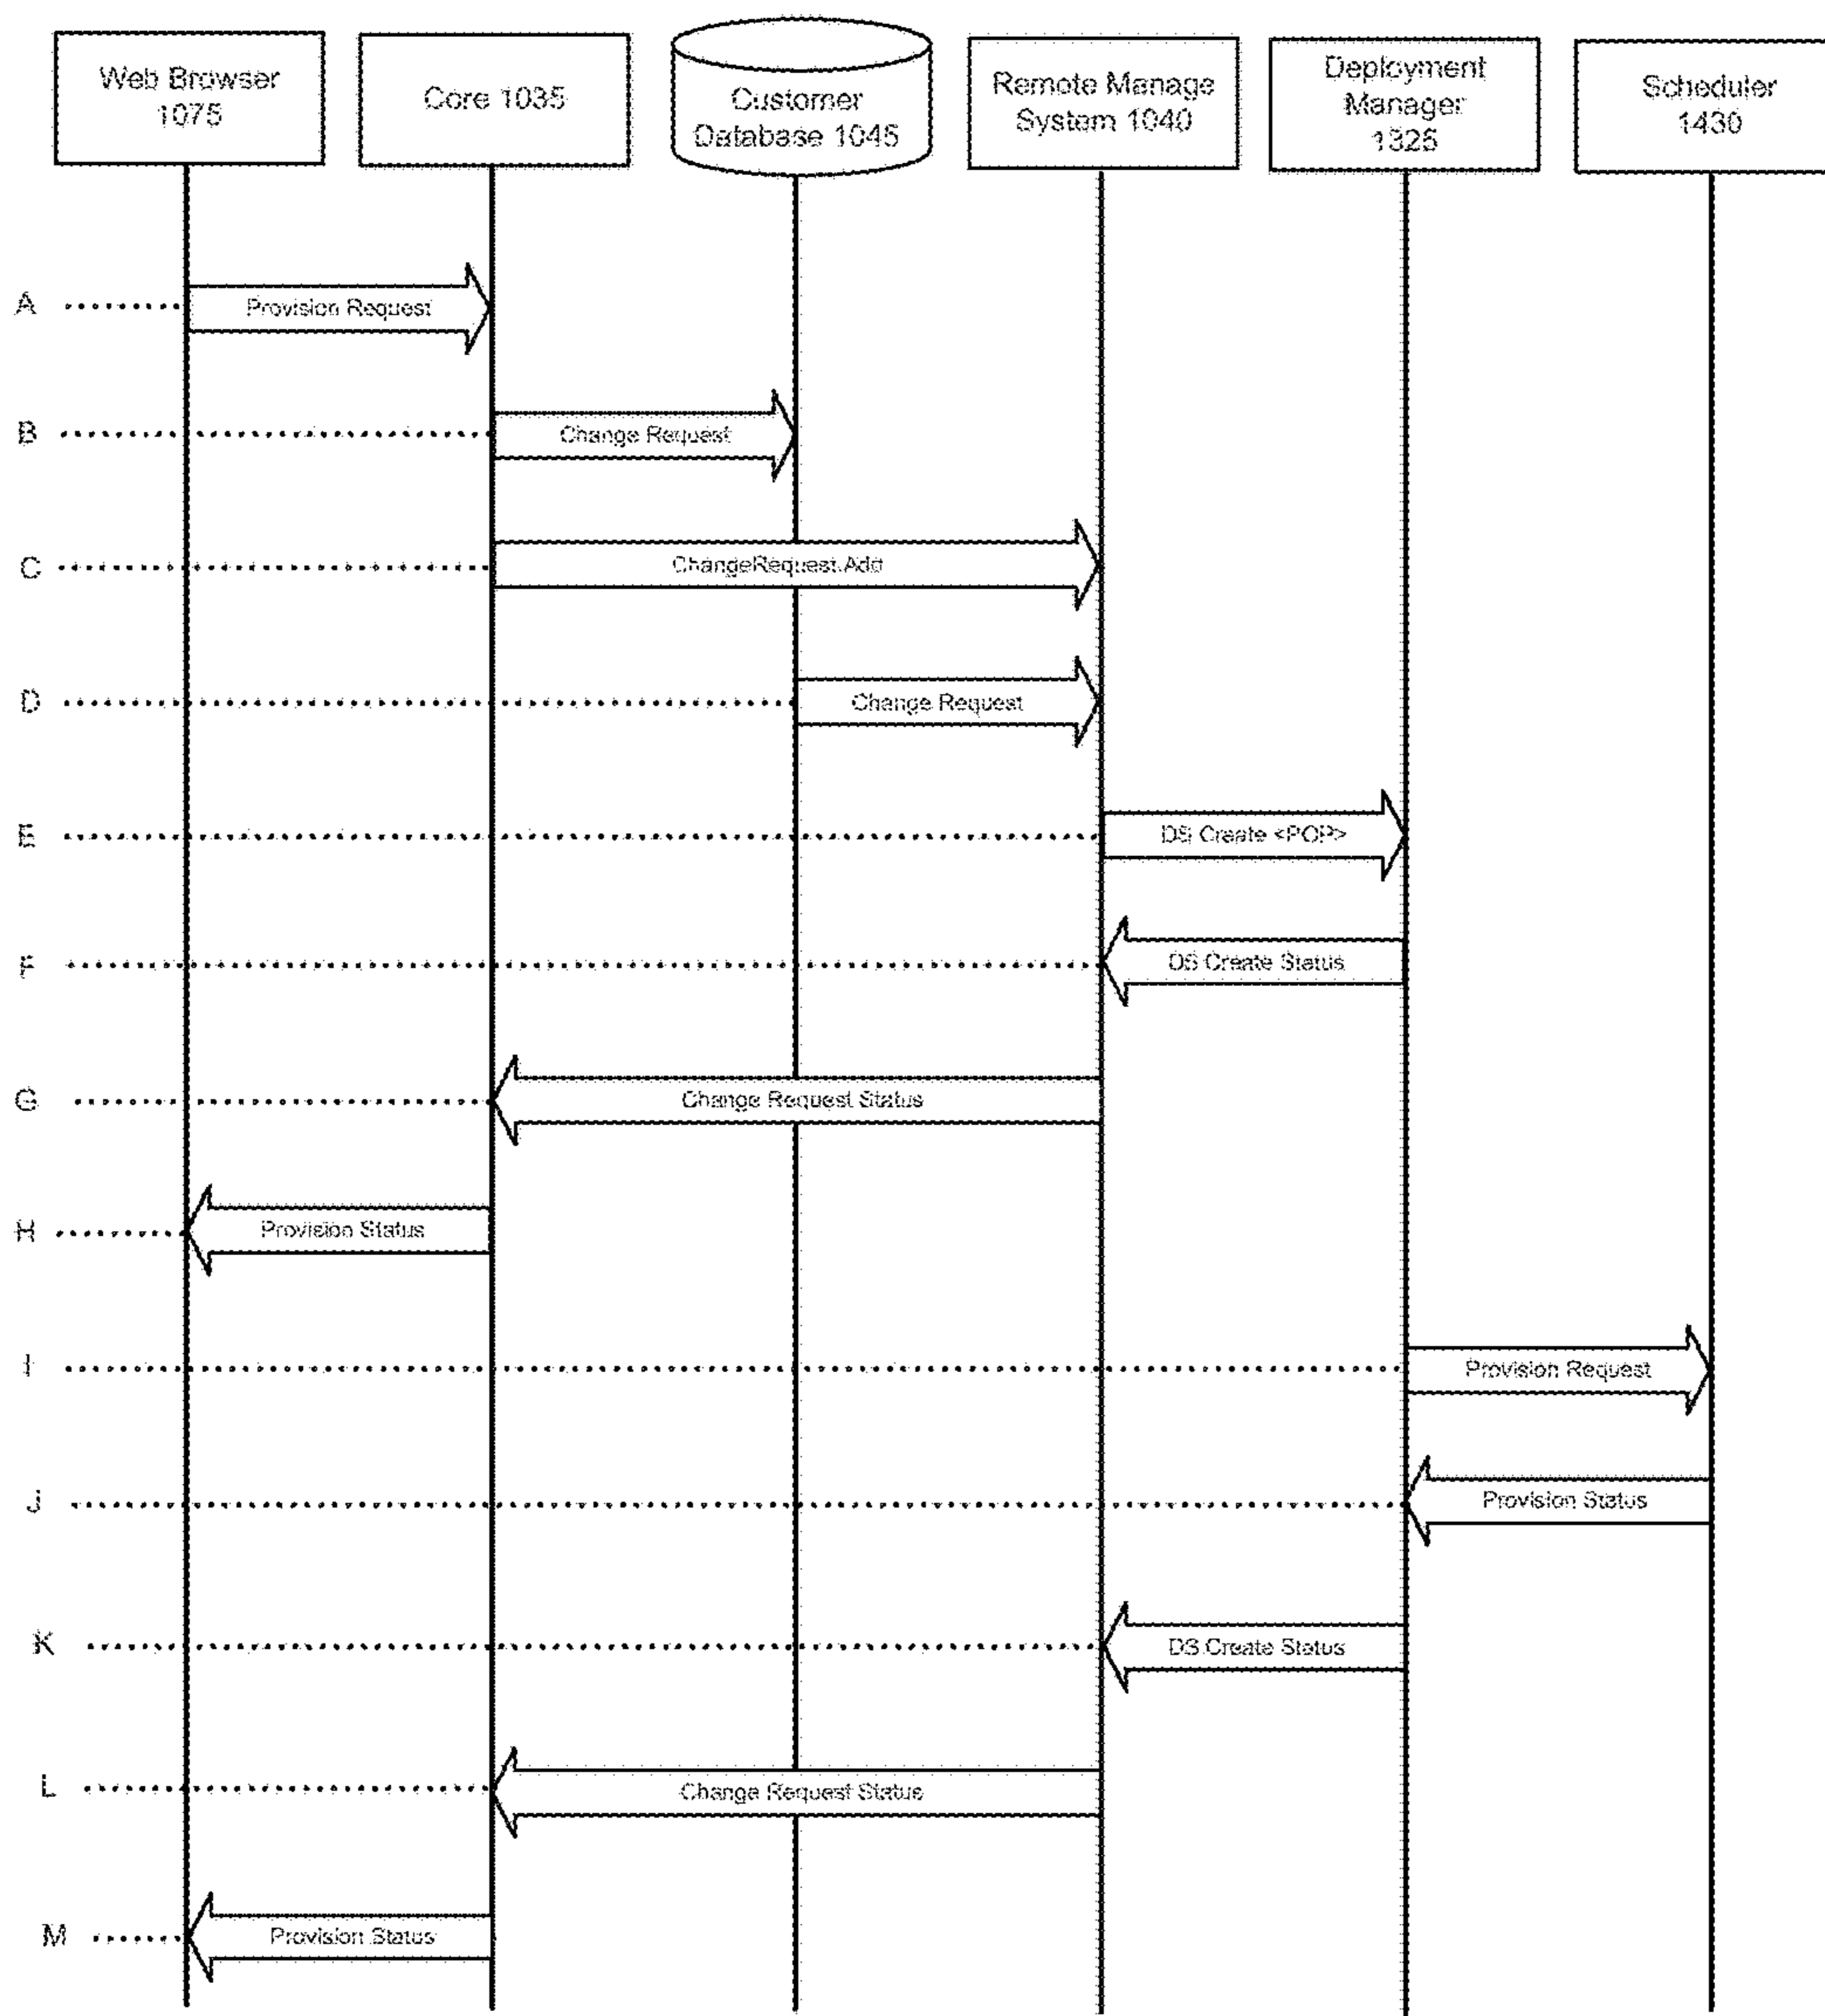 Web Browser
1075
Core 1035
Customer
Database 1045
Remote Manage
System 1040
Deployment
Manager
1325
Scheduler
1430
A
Provision Request
B
Change Request
C
ChangeRequest.Add
D
Change Request
E
DS Create <POP>
F
DS Create Status
G
Change Request Status
H
Provision Status
I
Provision Request
J
Provision Status
K
DS Create Status
L
Change Request Status
M
Provision Status